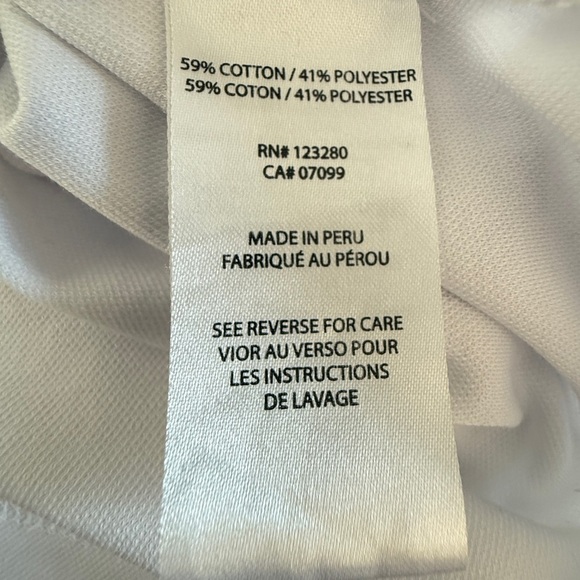 59% COTTON / 41% POLYESTER
59% COTON / 41% POLYESTER
RN# 123280
CA# 07099
MADE IN PERU
FABRIQUÉ AU PÉROU
SEE REVERSE FOR CARE
VIOR AU VERSO POUR
LES INSTRUCTIONS
DE LAVAGE